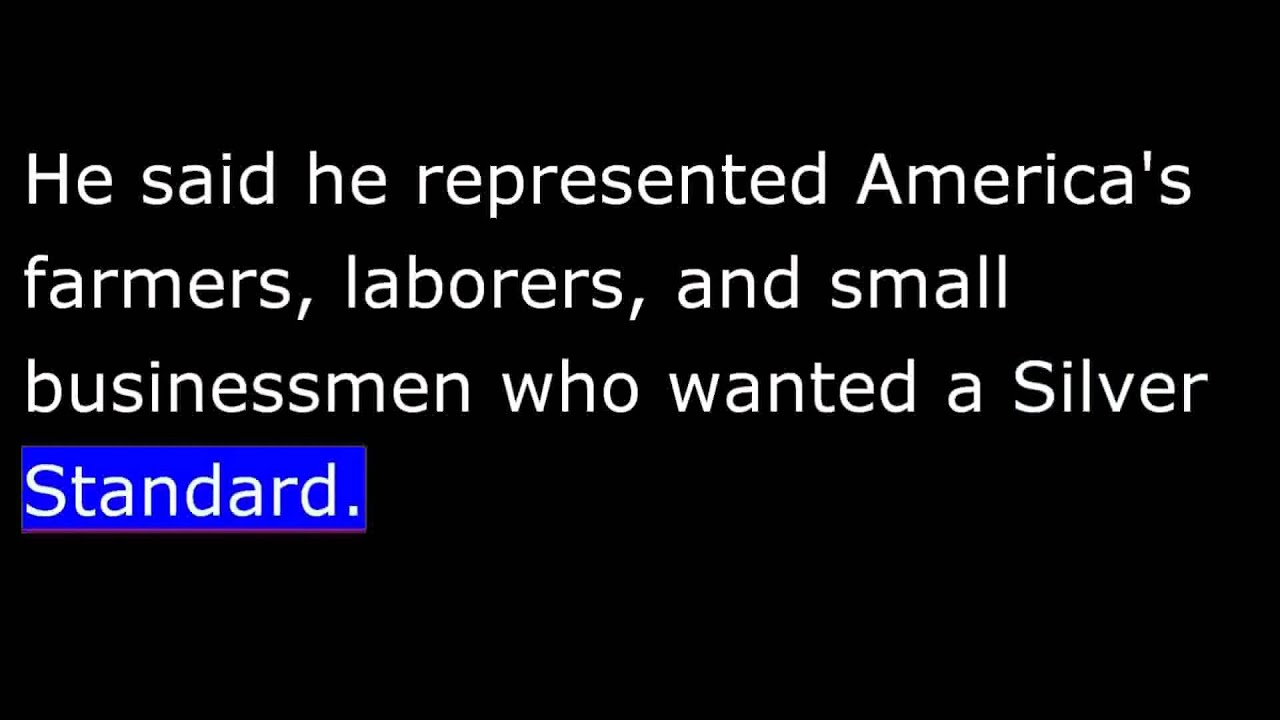 He said he represented America's
farmers, laborers, and small
businessmen who wanted a Silver
Standard.